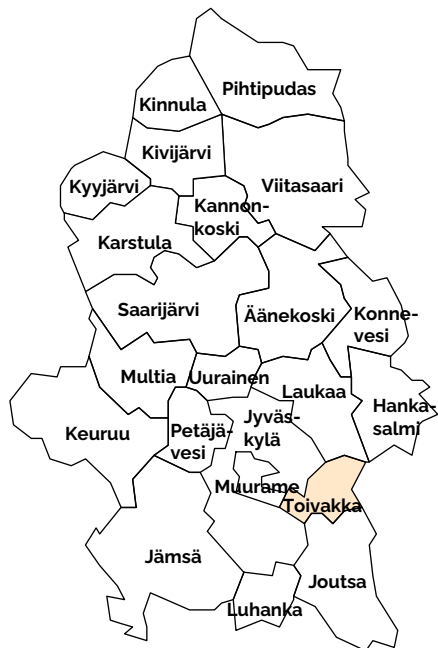 Pihtipudas
Kinnula
Kivijärvi
Kyyjärvi
Viitasaari
Kannon-
koski
Karstula
Saarijärvi
Äänekoski
Konne-
vesi
Multia
Uurainen
Laukaa
Hanka-
salmi
Keuruu
Petäjä-
vesi
Jyväs-
kylä
Muurame
Toivakka
Jämsä
Joutsa
Luhanka